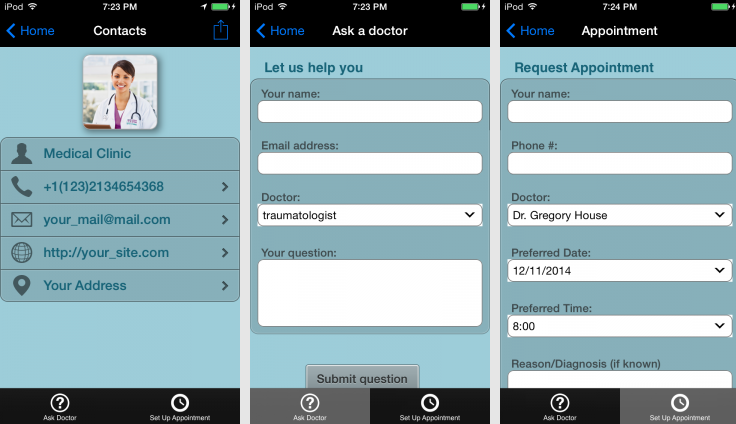 iPod 7:23 PM
Home Contacts
Medical Clinic
+1(123)2134654368
your_mail@mail.com
http://your_site.com
Your Address
Ask Doctor Set Up Appointment
iPod 7:23 PM
Home Ask a doctor
Let us help you
Your name:
Email address:
Doctor:
traumatologist
Your question:
Submit question
Ask Doctor Set Up Appointment
iPod 7:24 PM
Home Appointment
Request Appointment
Your name:
Phone #:
Doctor:
Dr. Gregory House
Preferred Date:
12/11/2014
Preferred Time:
8:00
Reason/Diagnosis (if known)
Ask Doctor Set Up Appointment